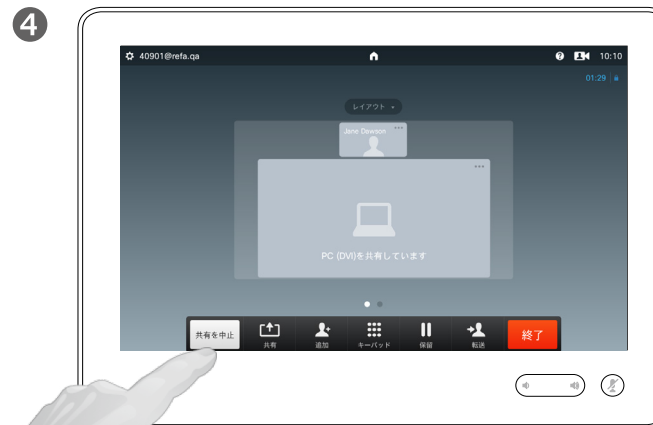 4
40901@refa.qa
10:10
01:29
レイアウト
Jane Dawson
PC (DVI)を共有しています
共有を中止
共有
追加
キーパッド
保留
転送
終了